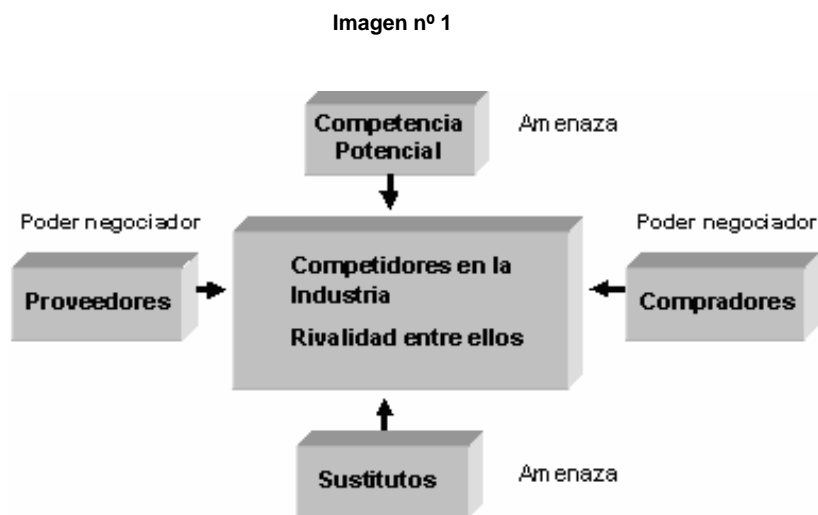 Imagen nº 1
Competencia
Potencial
Amenaza
Poder negociador
Poder negociador
Proveedores
Competidores en la
Industria
Rivalidad entre ellos
Compradores
Sustitutos
Amenaza